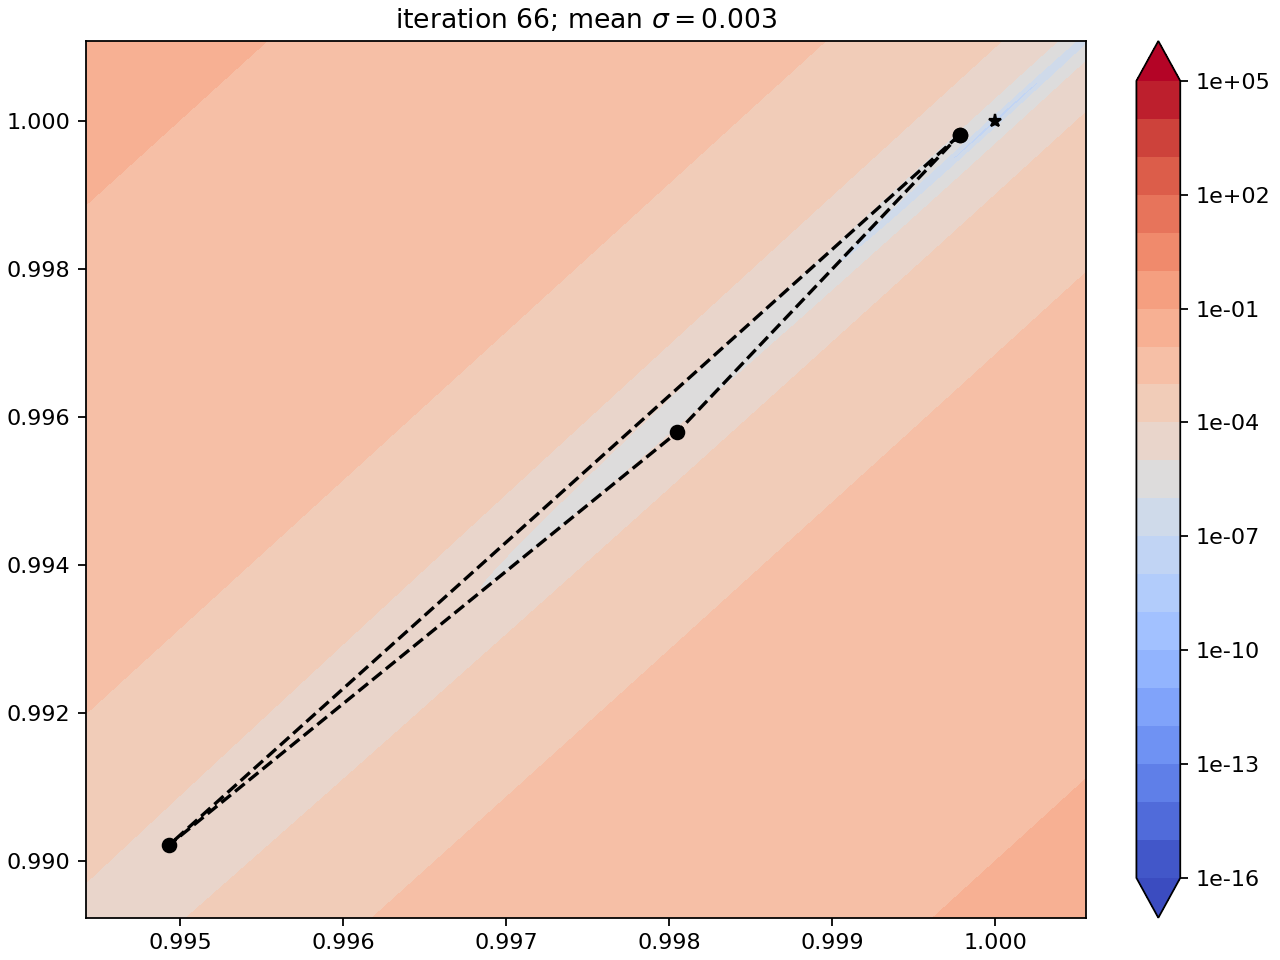 iteration 66; mean σ = 0.003
1.000
0.998
0.996
0.994
0.992
0.990
0.995
0.996
0.997
0.998
0.999
1.000
1e+05
1e+02
1e-01
1e-04
1e-07
1e-10
1e-13
1e-16